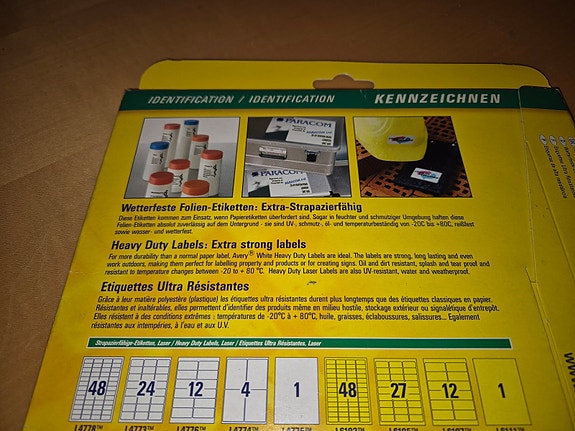 IDENTIFICATION / IDENTIFICATION KENNZEICHNEN
PARACOM
PARACOM
Wetterfeste Folien-Etiketten: Extra-Strapazierfähig
Diese Etiketten kommen zum Einsatz, wenn Papieretiketten überfordert sind. Sogar in feuchter und schmutziger Umgebung haften diese
Folien-Etiketten absolut zuverlässig auf dem Untergrund - sie sind UV-, schmutz-, öl- und temperaturbeständig von -20C bis +80C, reißfest
sowie wasser- und wetterfest.
Heavy Duty Labels: Extra strong labels
For more durability than a normal paper label, Avery® White Heavy Duty Labels are ideal. The labels are strong, long lasting and even
work outdoors, making them perfect for labelling property and products or for creating signs. Oil and dirt resistant, splash and tear proof and
resistant to temperature changes between -20 to + 80 °C. Heavy Duty Laser Labels are also UV-resistant, water and weatherproof.
Etiquettes Ultra Résistantes
Grâce à leur matière polyestère (plastique) les étiquettes ultra résistantes durent plus longtemps que des étiquettes classiques en papier.
Résistantes et inaltérables, elles permettent d'identifier des produits même en milieu hostile, stockage extérieur ou signalétique d'entrepôt.
Elles résistent à des conditions extrêmes : températures de -20°C à + 80°C, huile, graisses, éclaboussures, salissures... Egalement
résistantes aux intempéries, à l'eau et aux U.V.
Strapazierfähige-Etiketten, Laser / Heavy Duty Labels, Laser / Etiquettes Ultra Résistantes, Laser
48 24 12 4 1 48 27 12 1
L4778™ L4773™ L4776™ L4774™ L4775™